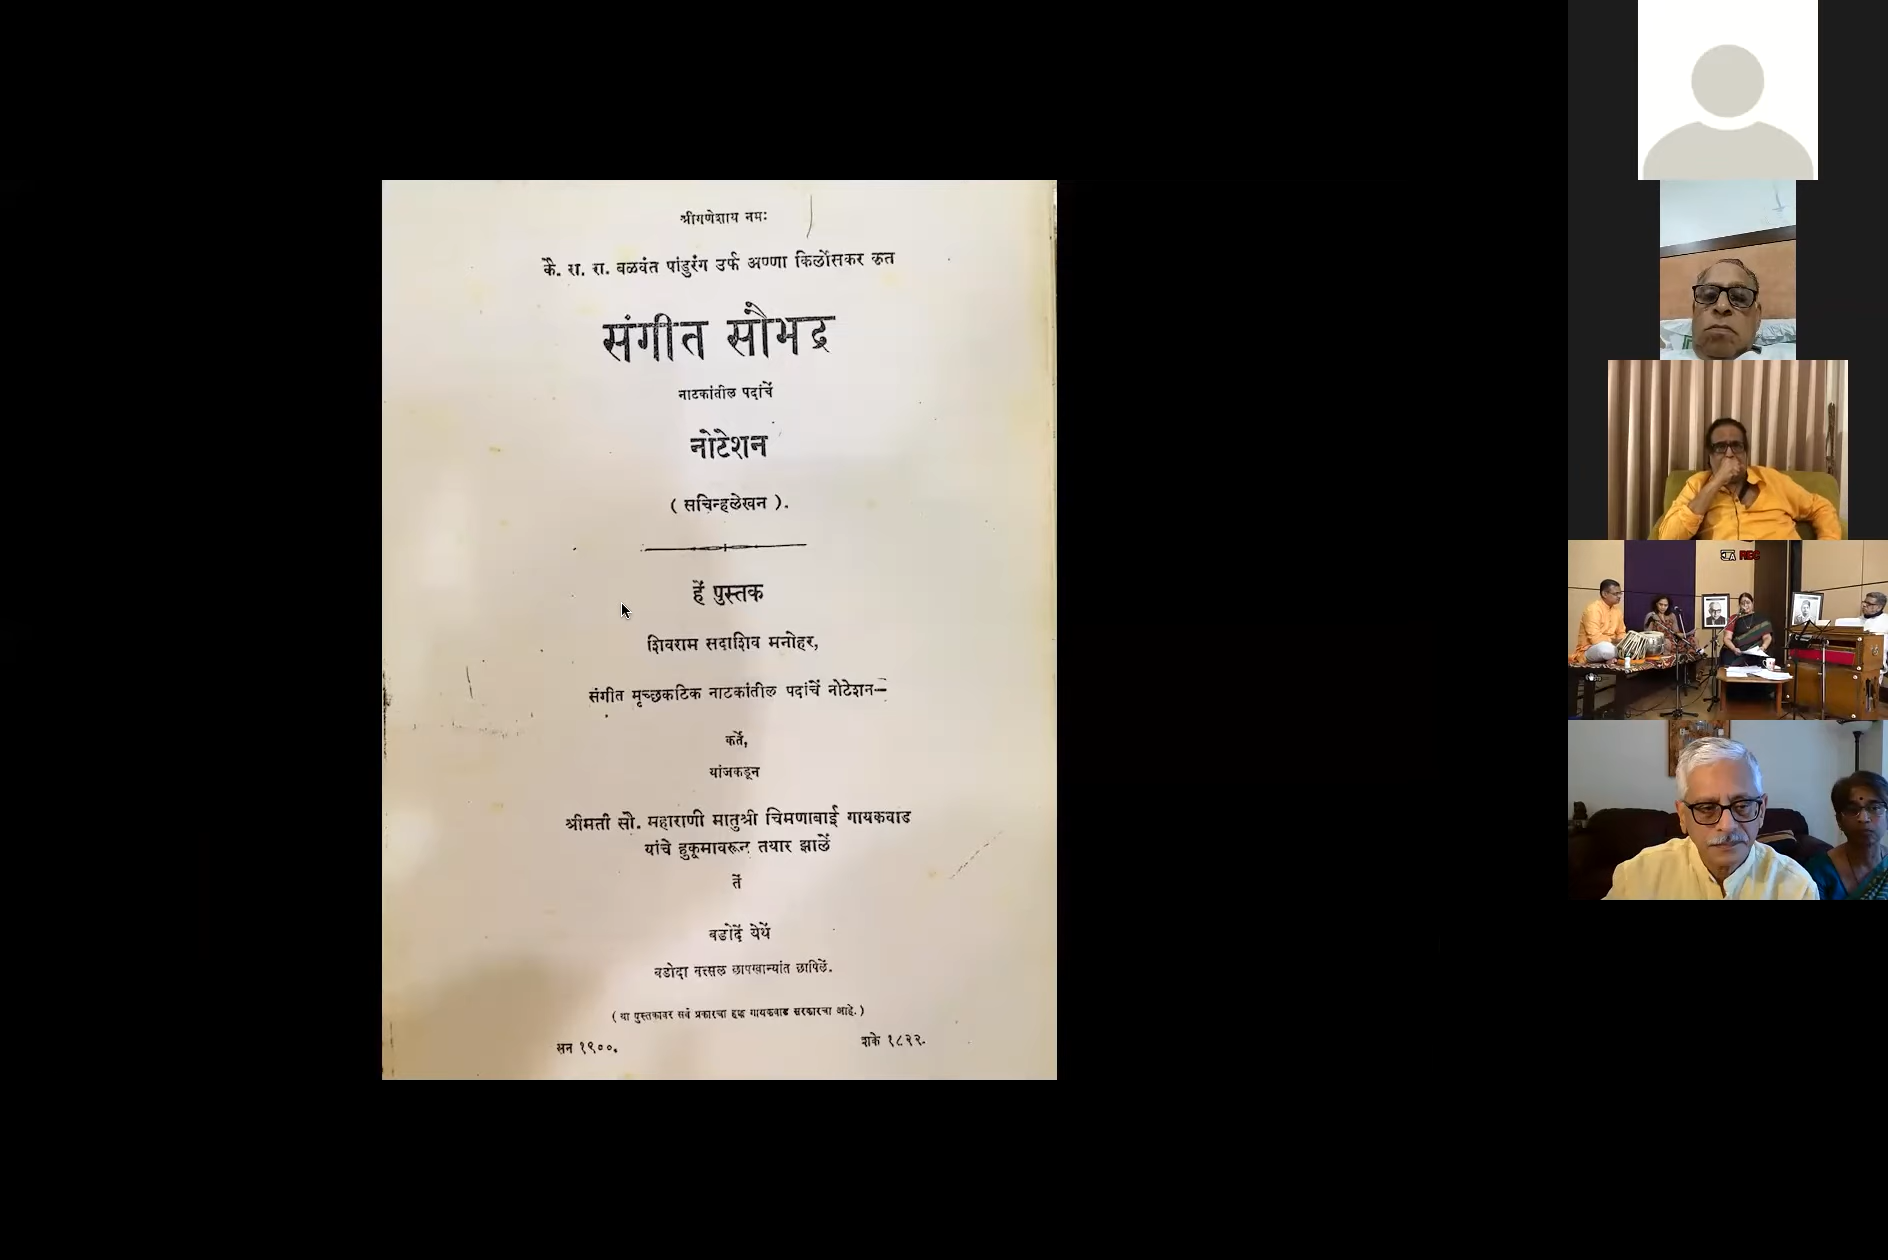 श्रीगणेशाय नमः
कै. रा. रा. बळवंत पांडुरंग उर्फ अण्णा किर्लोसकर कृत
संगीत सौभद्र
नाटकांतील पदांचें
नोटेशन
( सचिन्हलेखन ).
हें पुस्तक
शिवराम सदाशिव मनोहर,
संगीत मृच्छकटिक नाटकांतील पदांचें नोटेशन—
कर्ते,
यांजकडून
श्रीमती सौ. महाराणी मातुश्री चिमणाबाई गायकवाड
यांचे हुकूमावरून तयार झालें
तें
बडोदें येथें
बडोदा वत्सल छापखान्यांत छापिलें.
( या पुस्तकावर सर्व प्रकारचा हक्क गायकवाड सरकारचा आहे. )
सन १९००.
शके १८२२.
REC